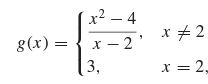 g(x) = { (x² − 4)/(x − 2), x ≠ 2
3, x = 2,